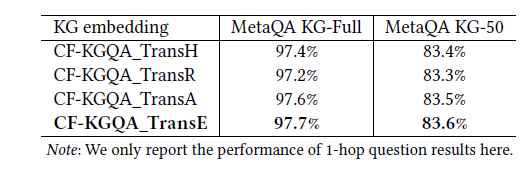 KG embedding MetaQA KG-Full MetaQA KG-50
CF-KGQA_TransH 97.4% 83.4%
CF-KGQA_TransR 97.2% 83.3%
CF-KGQA_TransA 97.6% 83.5%
CF-KGQA_TransE 97.7% 83.6%
Note: We only report the performance of 1-hop question results here.